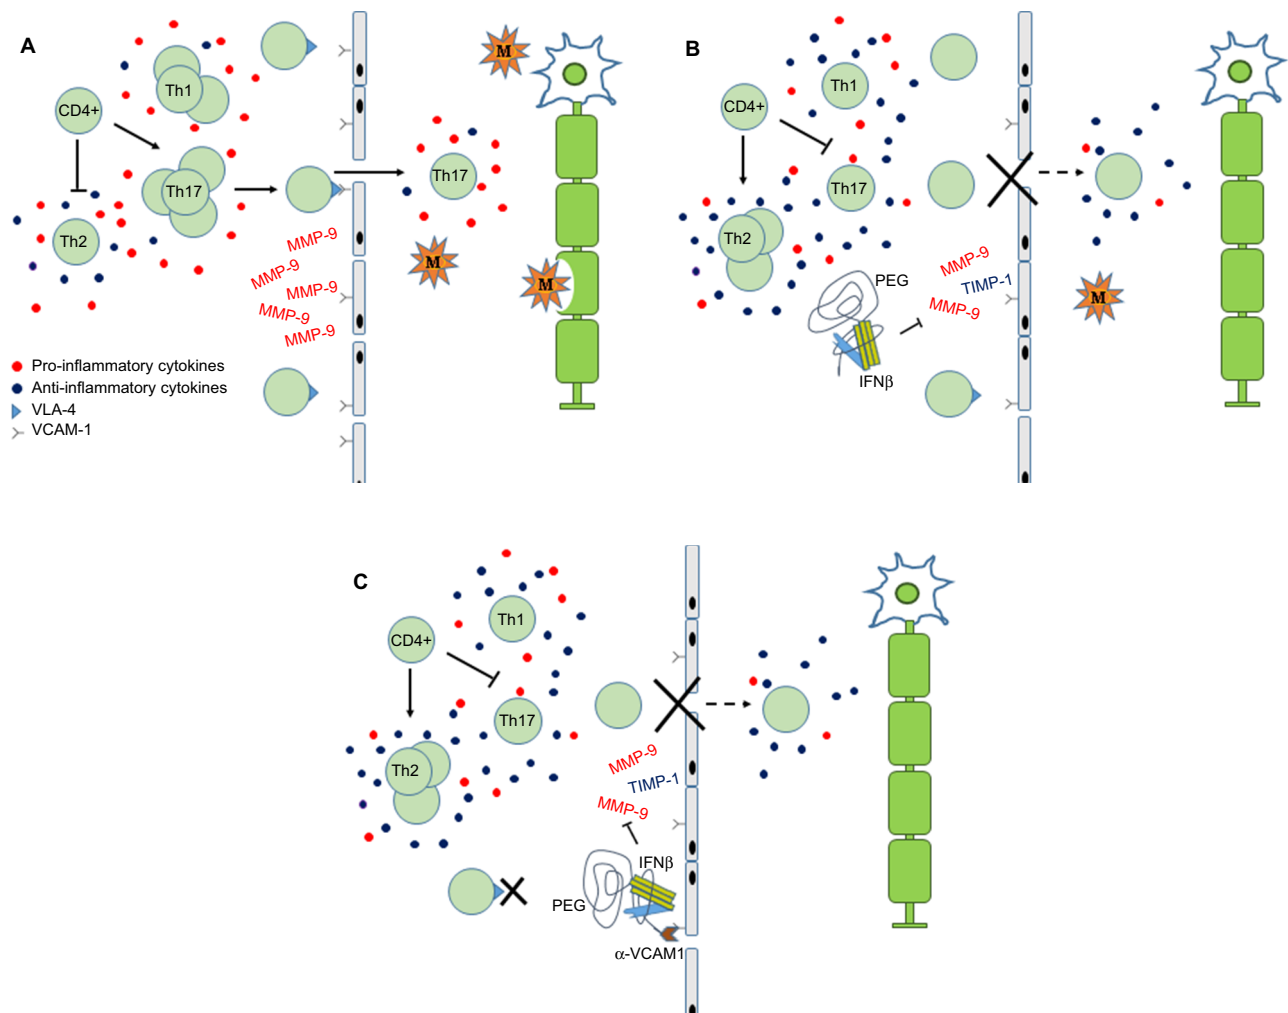 A
Th1
CD4+
Th17
Th2
Th17
M
M
M
MMP-9
MMP-9
MMP-9
MMP-9
MMP-9
Pro-inflammatory cytokines
Anti-inflammatory cytokines
VLA-4
VCAM-1
B
Th1
CD4+
Th17
Th2
PEG
IFNβ
MMP-9
TIMP-1
MMP-9
M
C
Th1
CD4+
Th17
Th2
MMP-9
TIMP-1
MMP-9
IFNβ
PEG
α-VCAM1